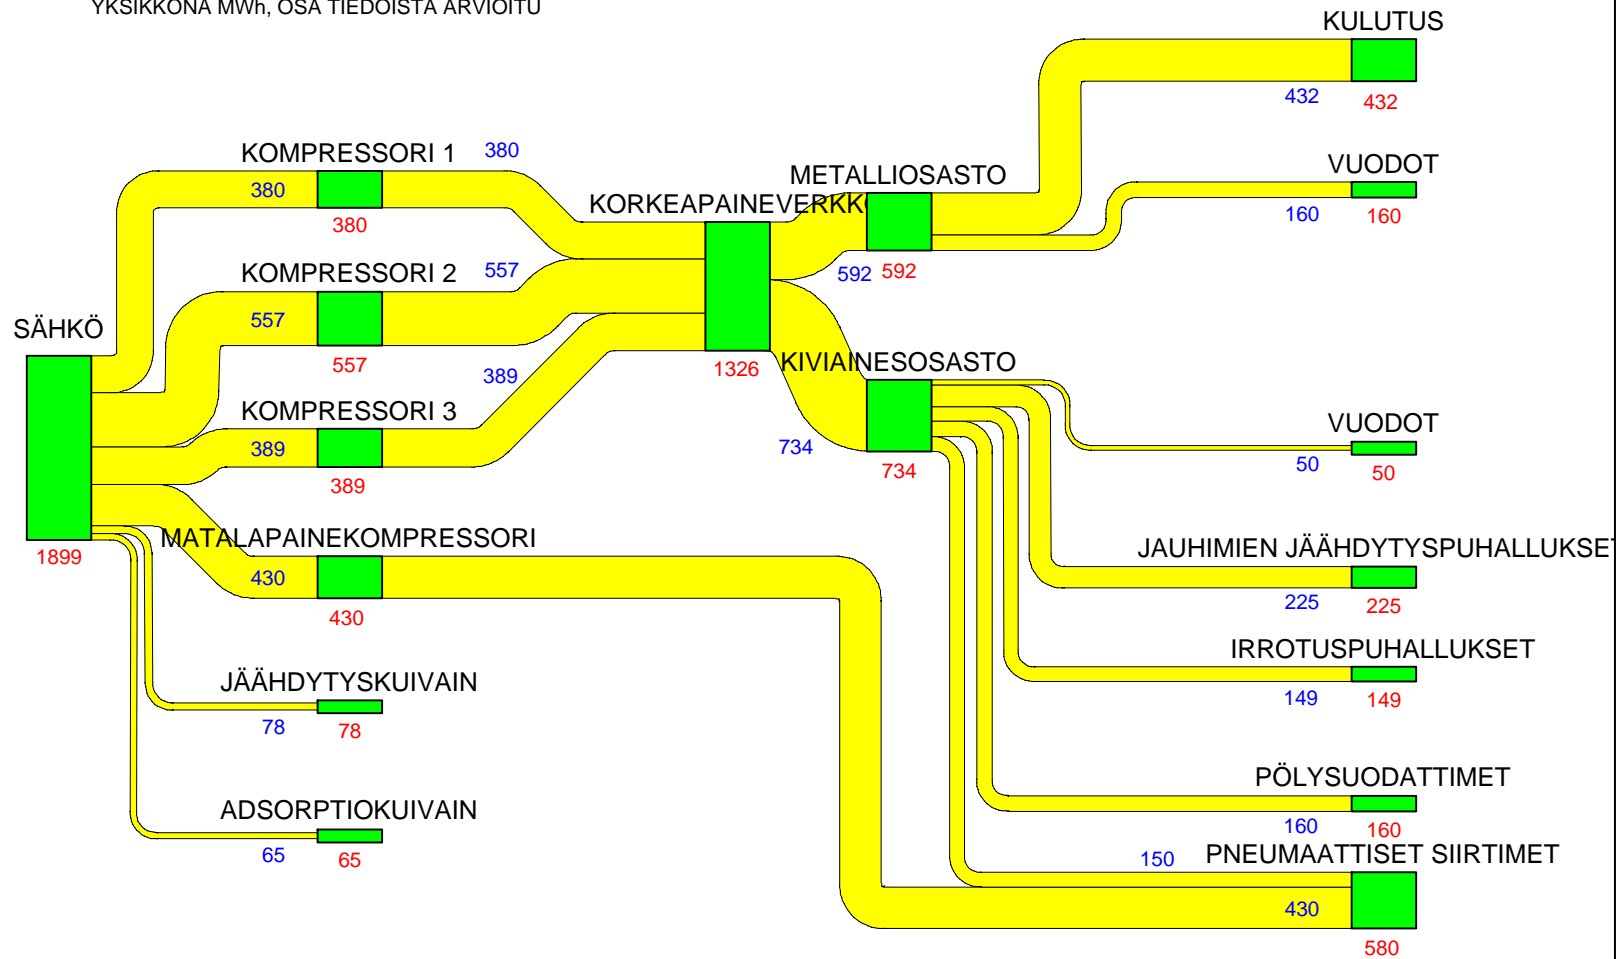 YKSIKKÖNÄ MWh, OSA TIEDOISTA ARVIOITU
KULUTUS
432
432
KOMPRESSORI 1
380
380
380
METALLIOSASTO
VUODOT
160
160
KORKEAPAINEVERKKO
592
592
KOMPRESSORI 2
557
557
557
SÄHKÖ
1899
1326
KIVIAINESOSASTO
734
734
KOMPRESSORI 3
389
389
389
VUODOT
50
50
MATALAPAINEKOMPRESSORI
430
430
JAUHIMIEN JÄÄHDYTYSPUHALLUKSET
225
225
IRROTUSPUHALLUKSET
149
149
JÄÄHDYTYSKUIVAIN
78
78
PÖLYSUODATTIMET
160
160
ADSORPTIOKUIVAIN
65
65
150
PNEUMAATTISET SIIRTIMET
430
580